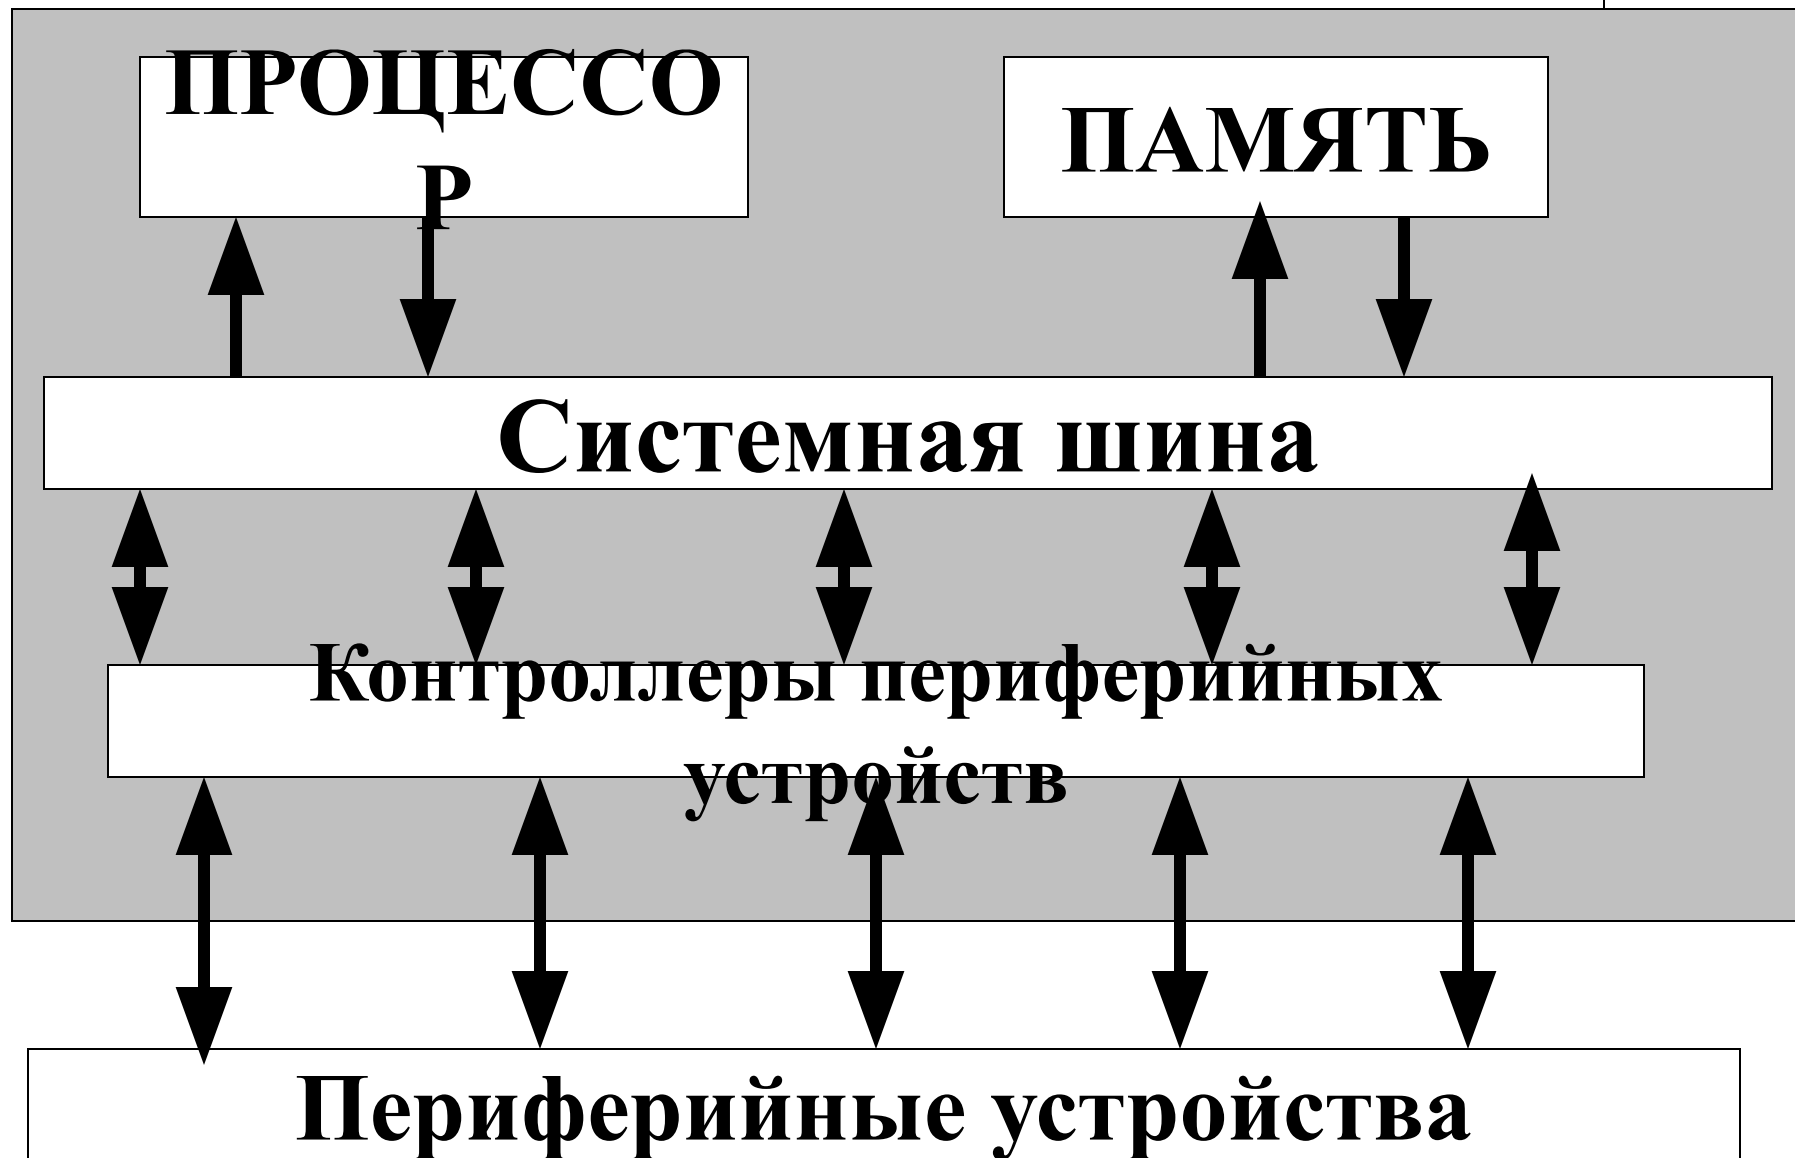 ПРОЦЕССО
Р
ПАМЯТЬ
Системная шина
Контроллеры периферийных
устройств
Периферийные устройства